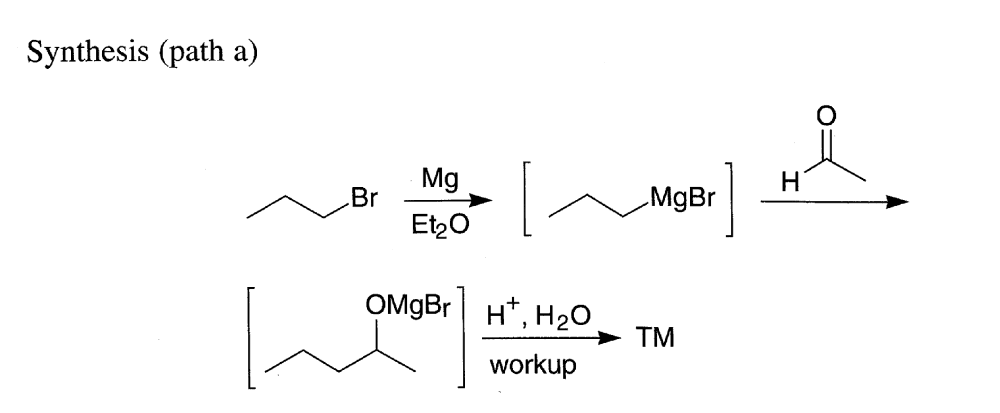 Synthesis (path a)
O
H
Br
Mg
Et₂O
MgBr
OMgBr
H⁺, H₂O
workup
TM